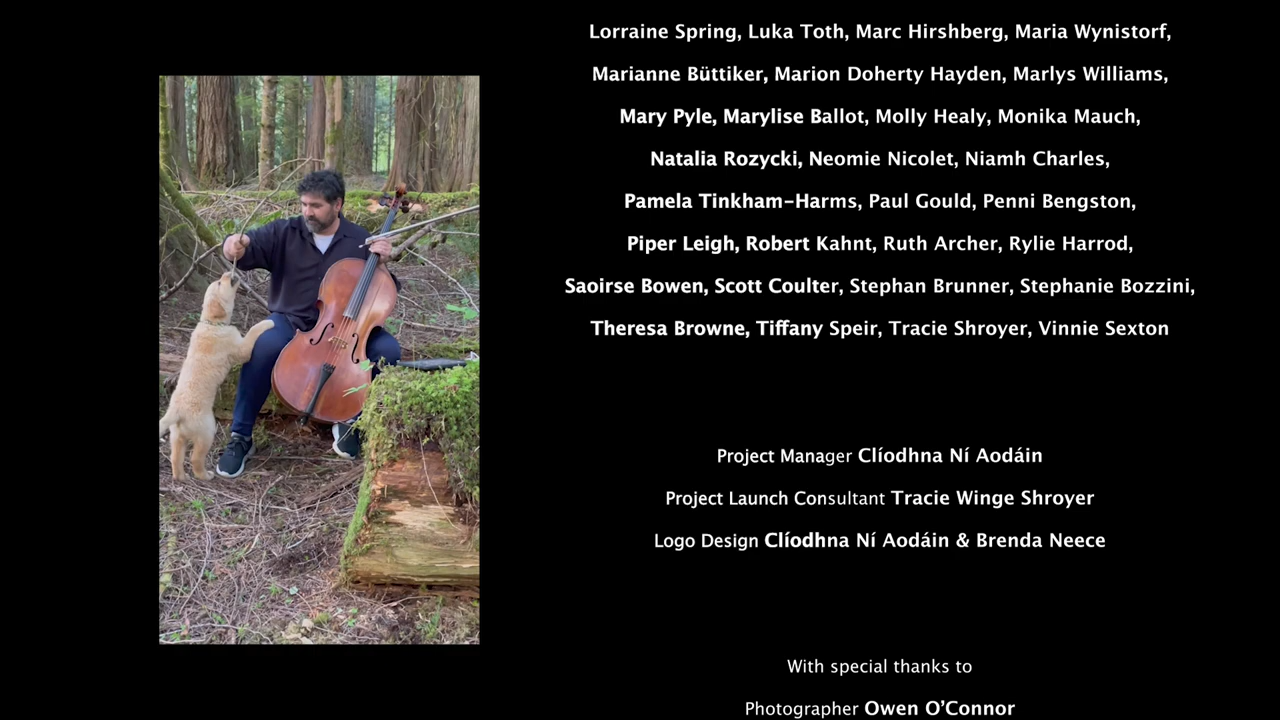 Lorraine Spring, Luka Toth, Marc Hirshberg, Maria Wynistorf,
Marianne Büttiker, Marion Doherty Hayden, Marlys Williams,
Mary Pyle, Marylise Ballot, Molly Healy, Monika Mauch,
Natalia Rozycki, Neomie Nicolet, Niamh Charles,
Pamela Tinkham-Harms, Paul Gould, Penni Bengston,
Piper Leigh, Robert Kahnt, Ruth Archer, Rylie Harrod,
Saoirse Bowen, Scott Coulter, Stephan Brunner, Stephanie Bozzini,
Theresa Browne, Tiffany Speir, Tracie Shroyer, Vinnie Sexton
Project Manager Clíodhna Ní Aodáin
Project Launch Consultant Tracie Winge Shroyer
Logo Design Clíodhna Ní Aodáin & Brenda Neece
With special thanks to
Photographer Owen O’Connor